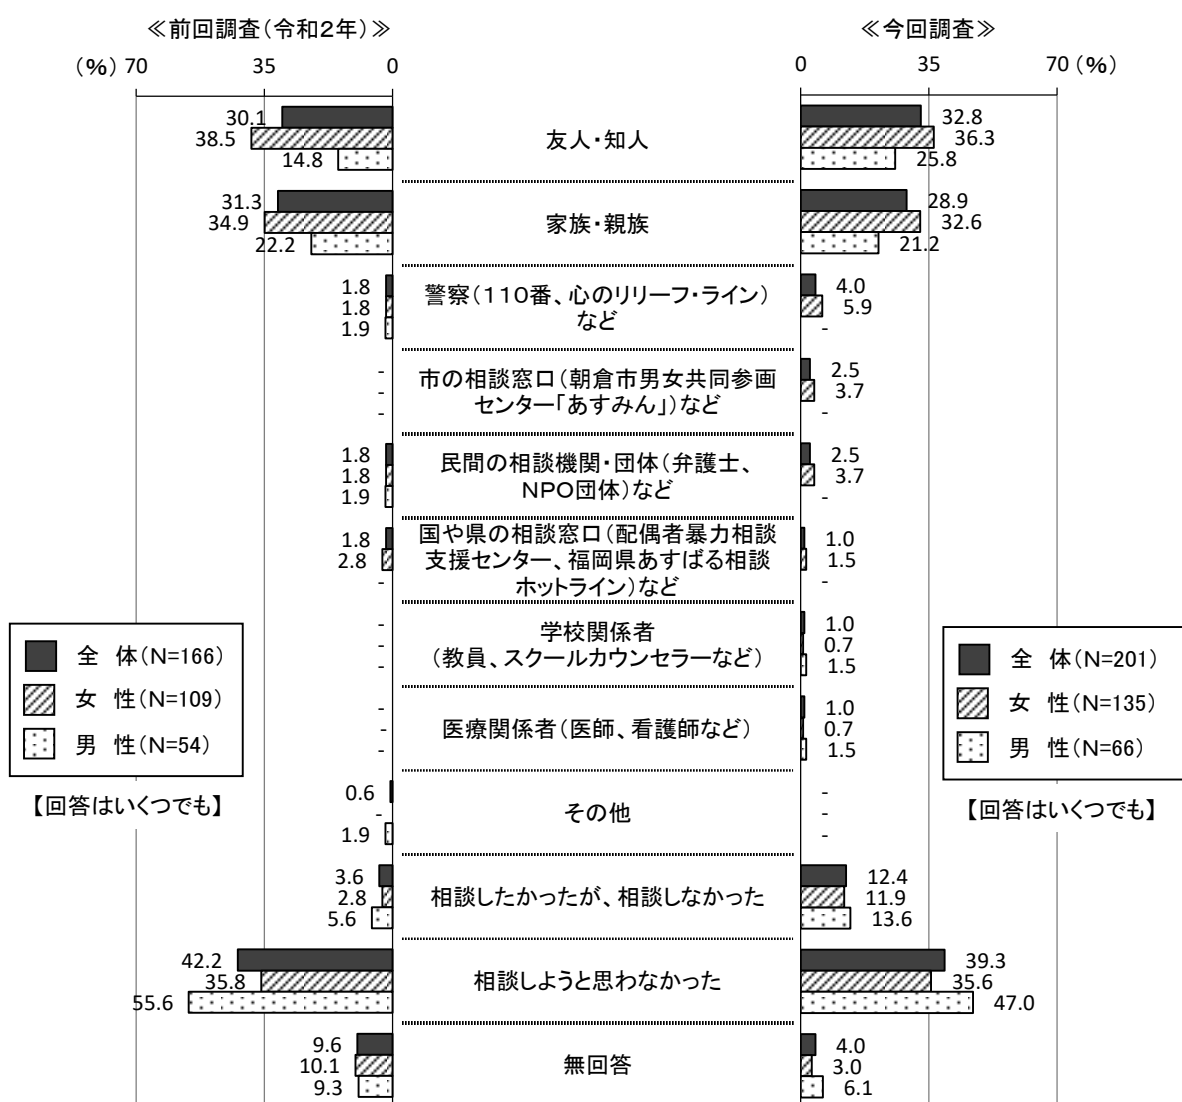 ≪前回調査(令和2年)≫
≪今回調査≫
(%) 70 35 0
0 35 70 (%)
30.1
38.5
14.8
友人・知人
32.8
36.3
25.8
31.3
34.9
22.2
家族・親族
28.9
32.6
21.2
1.8
1.8
1.9
警察(110番、心のリリーフ・ライン)
など
4.0
5.9
-
-
-
-
市の相談窓口(朝倉市男女共同参画
センター「あすみん」)など
2.5
3.7
-
1.8
1.8
1.9
民間の相談機関・団体(弁護士、
NPO団体)など
2.5
3.7
-
1.8
2.8
-
国や県の相談窓口(配偶者暴力相談
支援センター、福岡県あすばる相談
ホットライン)など
1.0
1.5
-
-
-
-
学校関係者
(教員、スクールカウンセラーなど)
1.0
0.7
1.5
-
-
-
医療関係者(医師、看護師など)
1.0
0.7
1.5
0.6
-
1.9
その他
-
-
-
3.6
2.8
5.6
相談したかったが、相談しなかった
12.4
11.9
13.6
42.2
35.8
55.6
相談しようと思わなかった
39.3
35.6
47.0
9.6
10.1
9.3
無回答
4.0
3.0
6.1
全 体(N=166)
女 性(N=109)
男 性(N=54)
【回答はいくつでも】
全 体(N=201)
女 性(N=135)
男 性(N=66)
【回答はいくつでも】